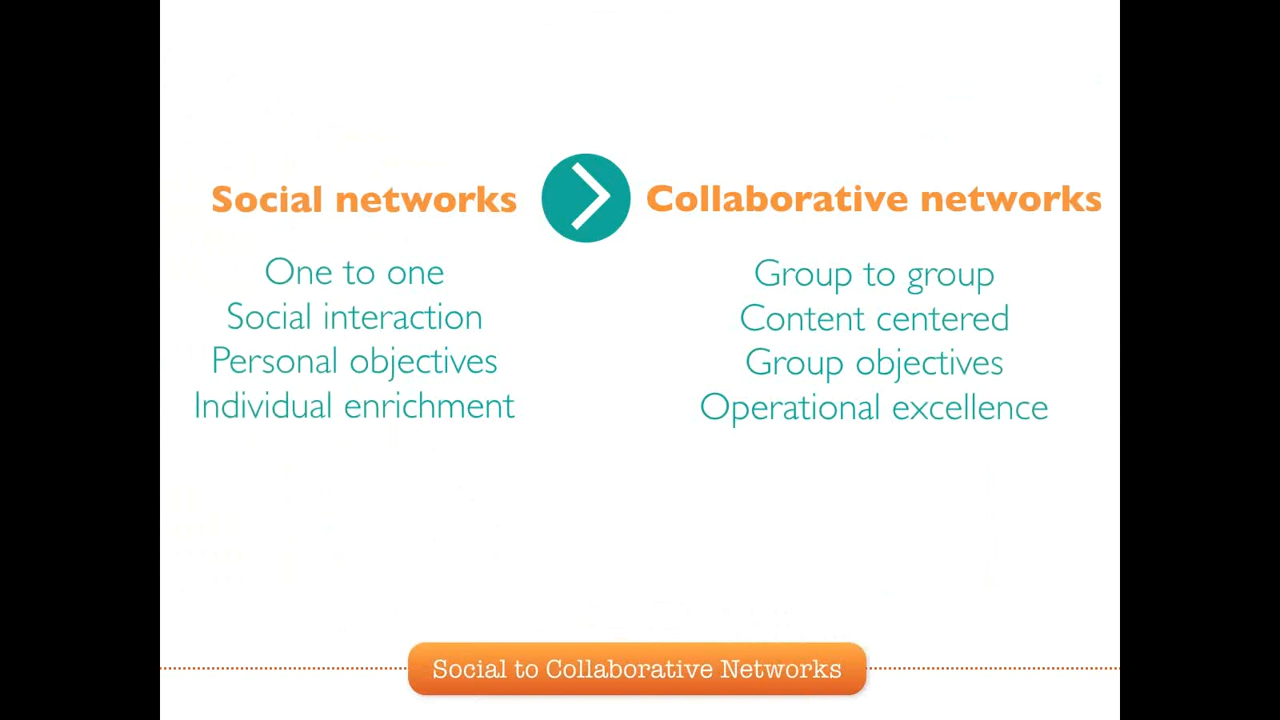 Social networks
Collaborative networks
One to one
Social interaction
Personal objectives
Individual enrichment
Group to group
Content centered
Group objectives
Operational excellence
Social to Collaborative Networks